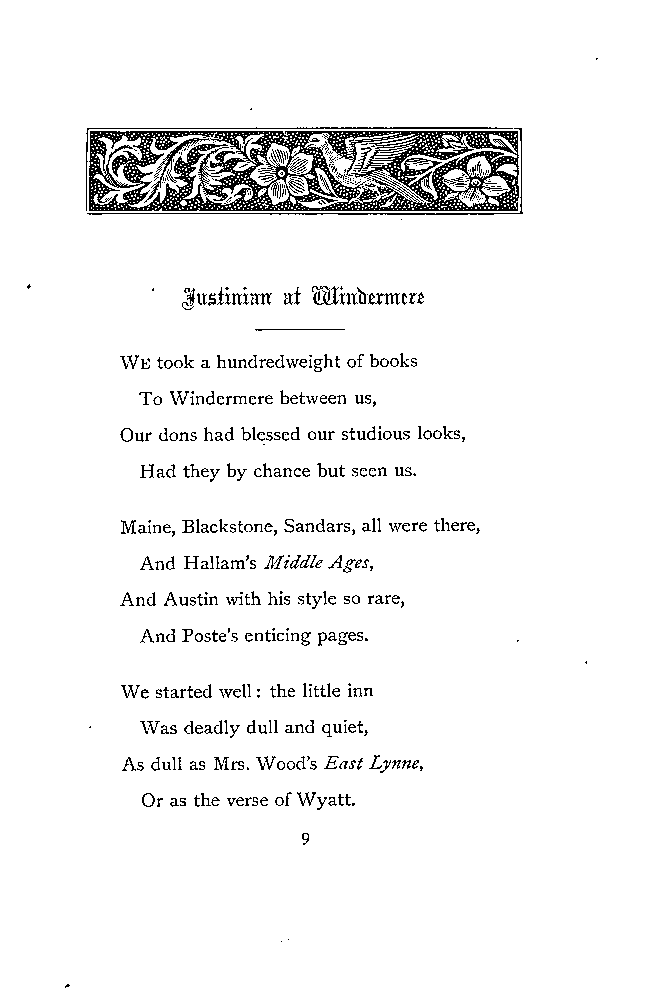 Justinian at Windermere
WE took a hundredweight of books
To Windermere between us,
Our dons had blessed our studious looks,
Had they by chance but seen us.
Maine, Blackstone, Sandars, all were there,
And Hallam's Middle Ages,
And Austin with his style so rare,
And Poste's enticing pages.
We started well : the little inn
Was deadly dull and quiet,
As dull as Mrs. Wood's East Lynne,
Or as the verse of Wyatt.
9